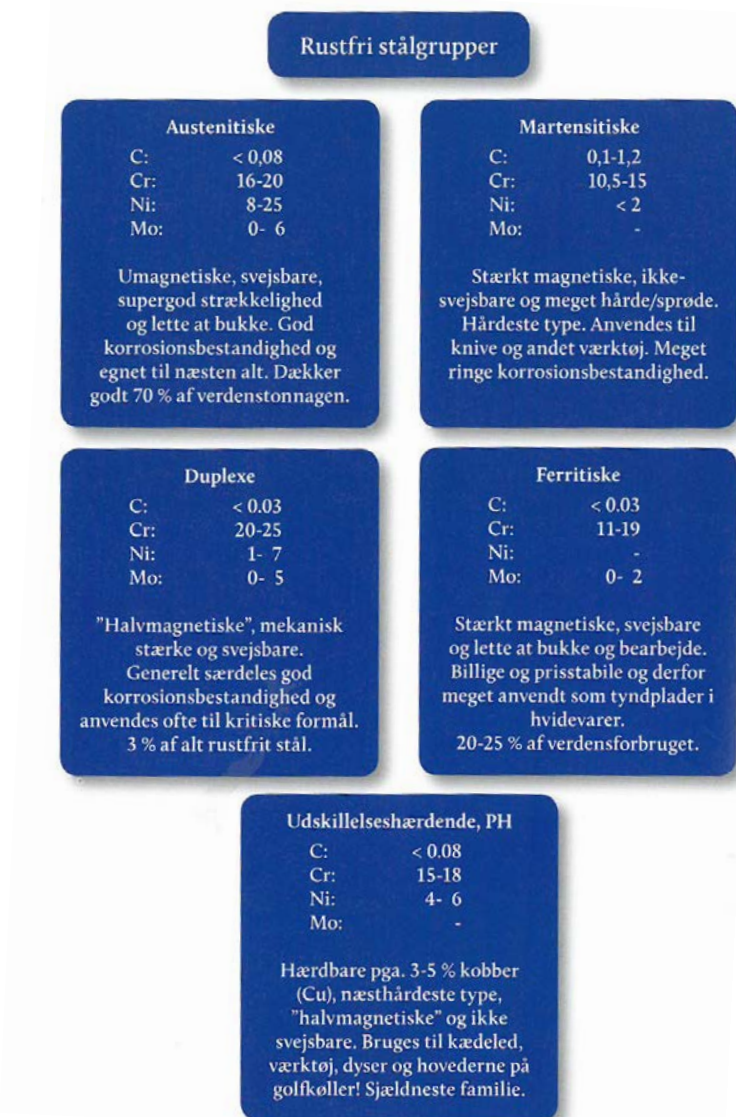 Rustfri stålgrupper
Austenitiske
C: < 0,08
Cr: 16-20
Ni: 8-25
Mo: 0- 6
Umagnetiske, svejsbare,
supergod strækkelighed
og lette at bukke. God
korrosionsbestandighed og
egnet til næsten alt. Dækker
godt 70 % af verdenstonnagen.
Martensitiske
C: 0,1-1,2
Cr: 10,5-15
Ni: < 2
Mo: -
Stærkt magnetiske, ikke-
svejsbare og meget hårde/sprøde.
Hårdeste type. Anvendes til
knive og andet værktøj. Meget
ringe korrosionsbestandighed.
Duplexe
C: < 0.03
Cr: 20-25
Ni: 1- 7
Mo: 0- 5
"Halvmagnetiske", mekanisk
stærke og svejsbare.
Generelt særdeles god
korrosionsbestandighed og
anvendes ofte til kritiske formål.
3 % af alt rustfrit stål.
Ferritiske
C: < 0.03
Cr: 11-19
Ni: -
Mo: 0- 2
Stærkt magnetiske, svejsbare
og lette at bukke og bearbejde.
Billige og prisstabile og derfor
meget anvendt som tyndplader i
hvidevarer.
20-25 % af verdensforbruget.
Udskillelseshærdende, PH
C: < 0.08
Cr: 15-18
Ni: 4- 6
Mo: -
Hærdbare pga. 3-5 % kobber
(Cu), næsthårdeste type,
"halvmagnetiske" og ikke
svejsbare. Bruges til kædeled,
værktøj, dyser og hovederne på
golfkøller! Sjældneste familie.